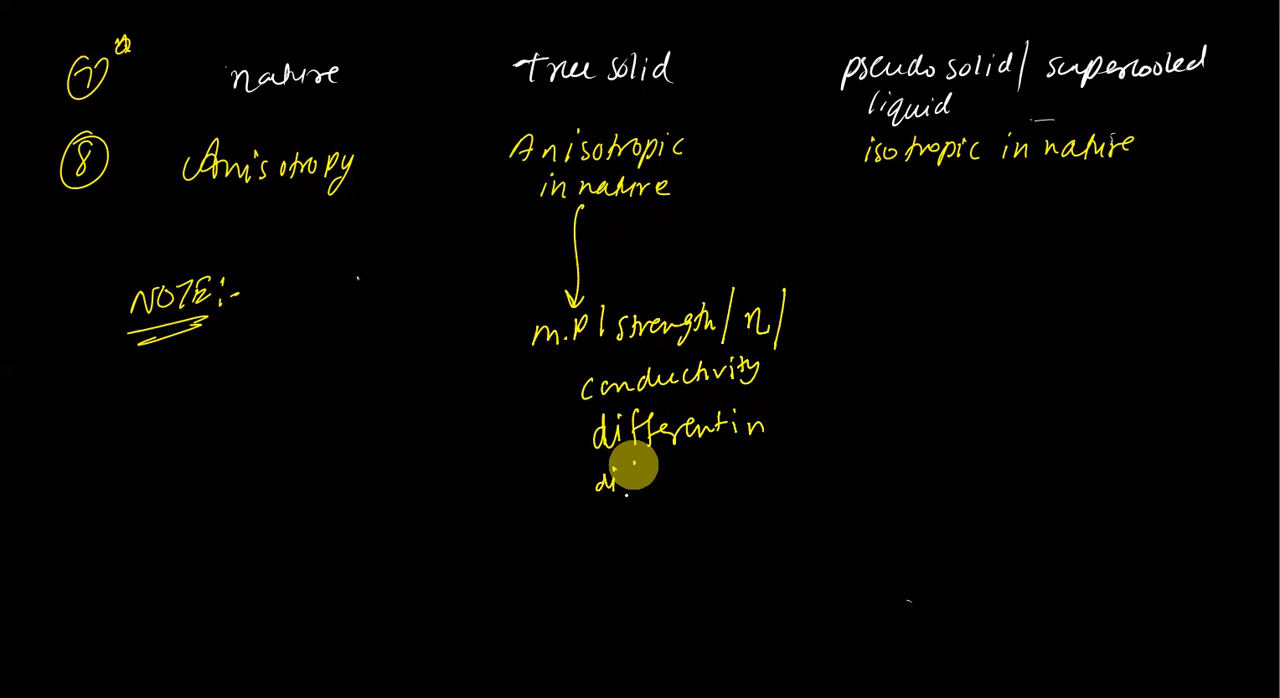 7 nature true solid pseudo solid/ supercooled
liquid
8 Anisotropy Anisotropic isotropic in nature
in nature
NOTE:-
m.P/ strength/ η/
conductivity
different in
di